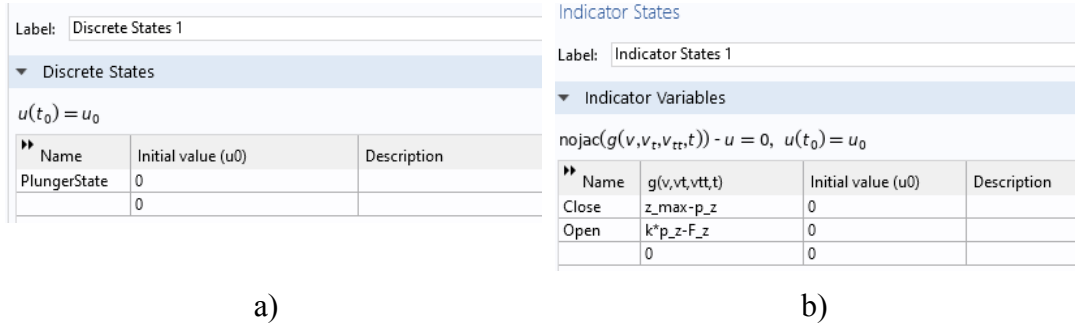 Label: Discrete States 1
Discrete States
u(t₀) = u₀
Name Initial value (u0) Description
PlungerState 0
0
a)
Indicator States
Label: Indicator States 1
Indicator Variables
nojac(g(v,vₜ,vₜₜ,t)) - u = 0, u(t₀) = u₀
Name g(v,vt,vtt,t) Initial value (u0) Description
Close z_max-p_z 0
Open k*p_z-F_z 0
0 0
b)